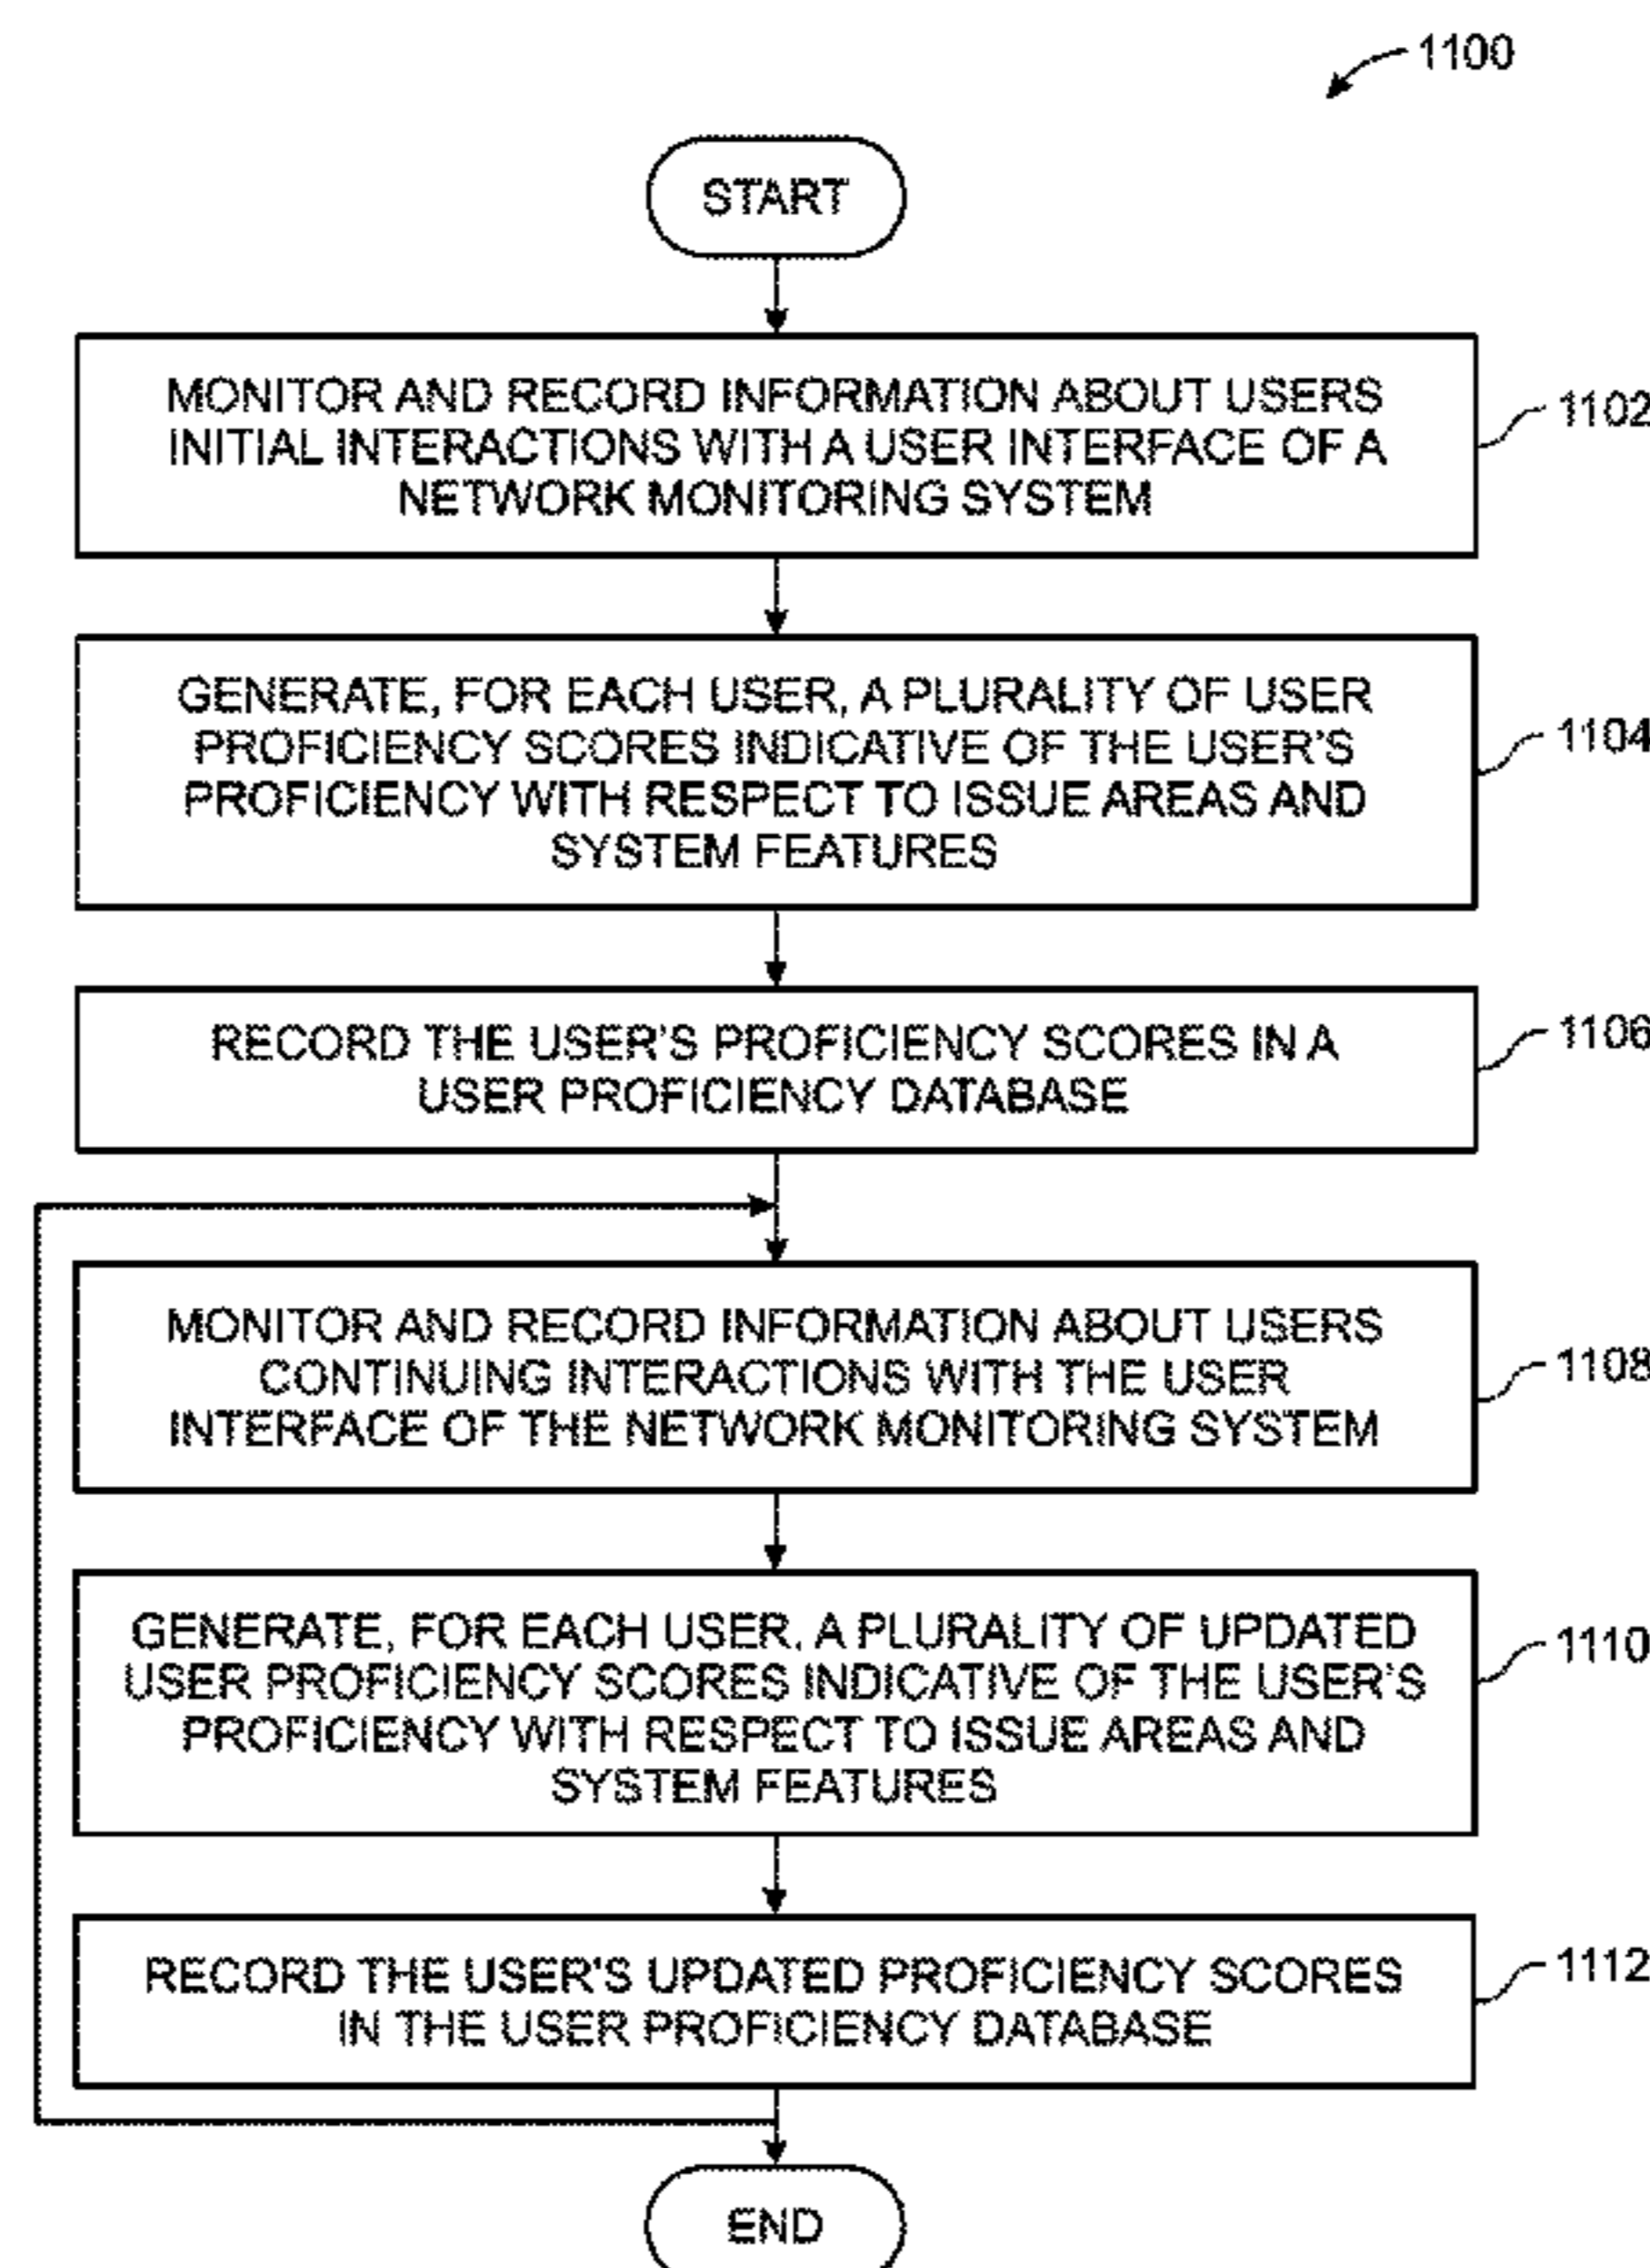 1100
START
MONITOR AND RECORD INFORMATION ABOUT USERS
INITIAL INTERACTIONS WITH A USER INTERFACE OF A
NETWORK MONITORING SYSTEM
1102
GENERATE, FOR EACH USER, A PLURALITY OF USER
PROFICIENCY SCORES INDICATIVE OF THE USER'S
PROFICIENCY WITH RESPECT TO ISSUE AREAS AND
SYSTEM FEATURES
1104
RECORD THE USER'S PROFICIENCY SCORES IN A
USER PROFICIENCY DATABASE
1106
MONITOR AND RECORD INFORMATION ABOUT USERS
CONTINUING INTERACTIONS WITH THE USER
INTERFACE OF THE NETWORK MONITORING SYSTEM
1108
GENERATE, FOR EACH USER, A PLURALITY OF UPDATED
USER PROFICIENCY SCORES INDICATIVE OF THE USER'S
PROFICIENCY WITH RESPECT TO ISSUE AREAS AND
SYSTEM FEATURES
1110
RECORD THE USER'S UPDATED PROFICIENCY SCORES
IN THE USER PROFICIENCY DATABASE
1112
END